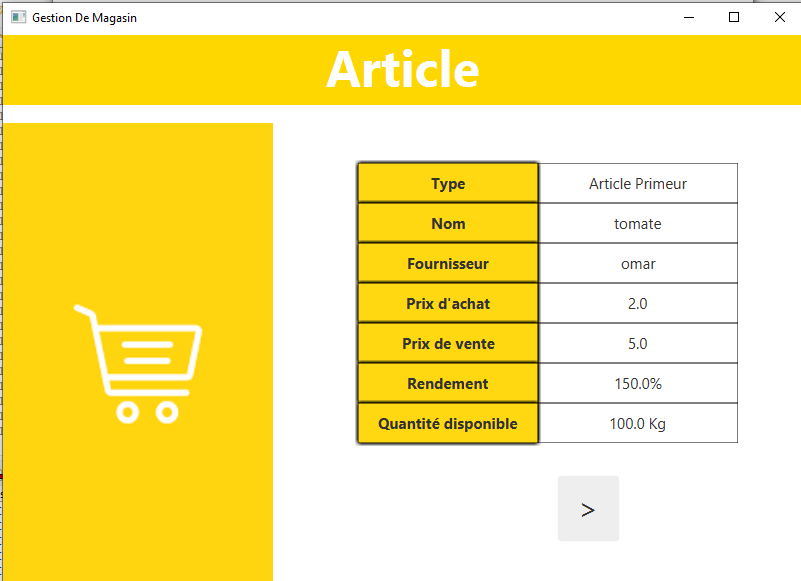 Gestion De Magasin
Article
Type Article Primeur
Nom tomate
Fournisseur omar
Prix d'achat 2.0
Prix de vente 5.0
Rendement 150.0%
Quantité disponible 100.0 Kg
>